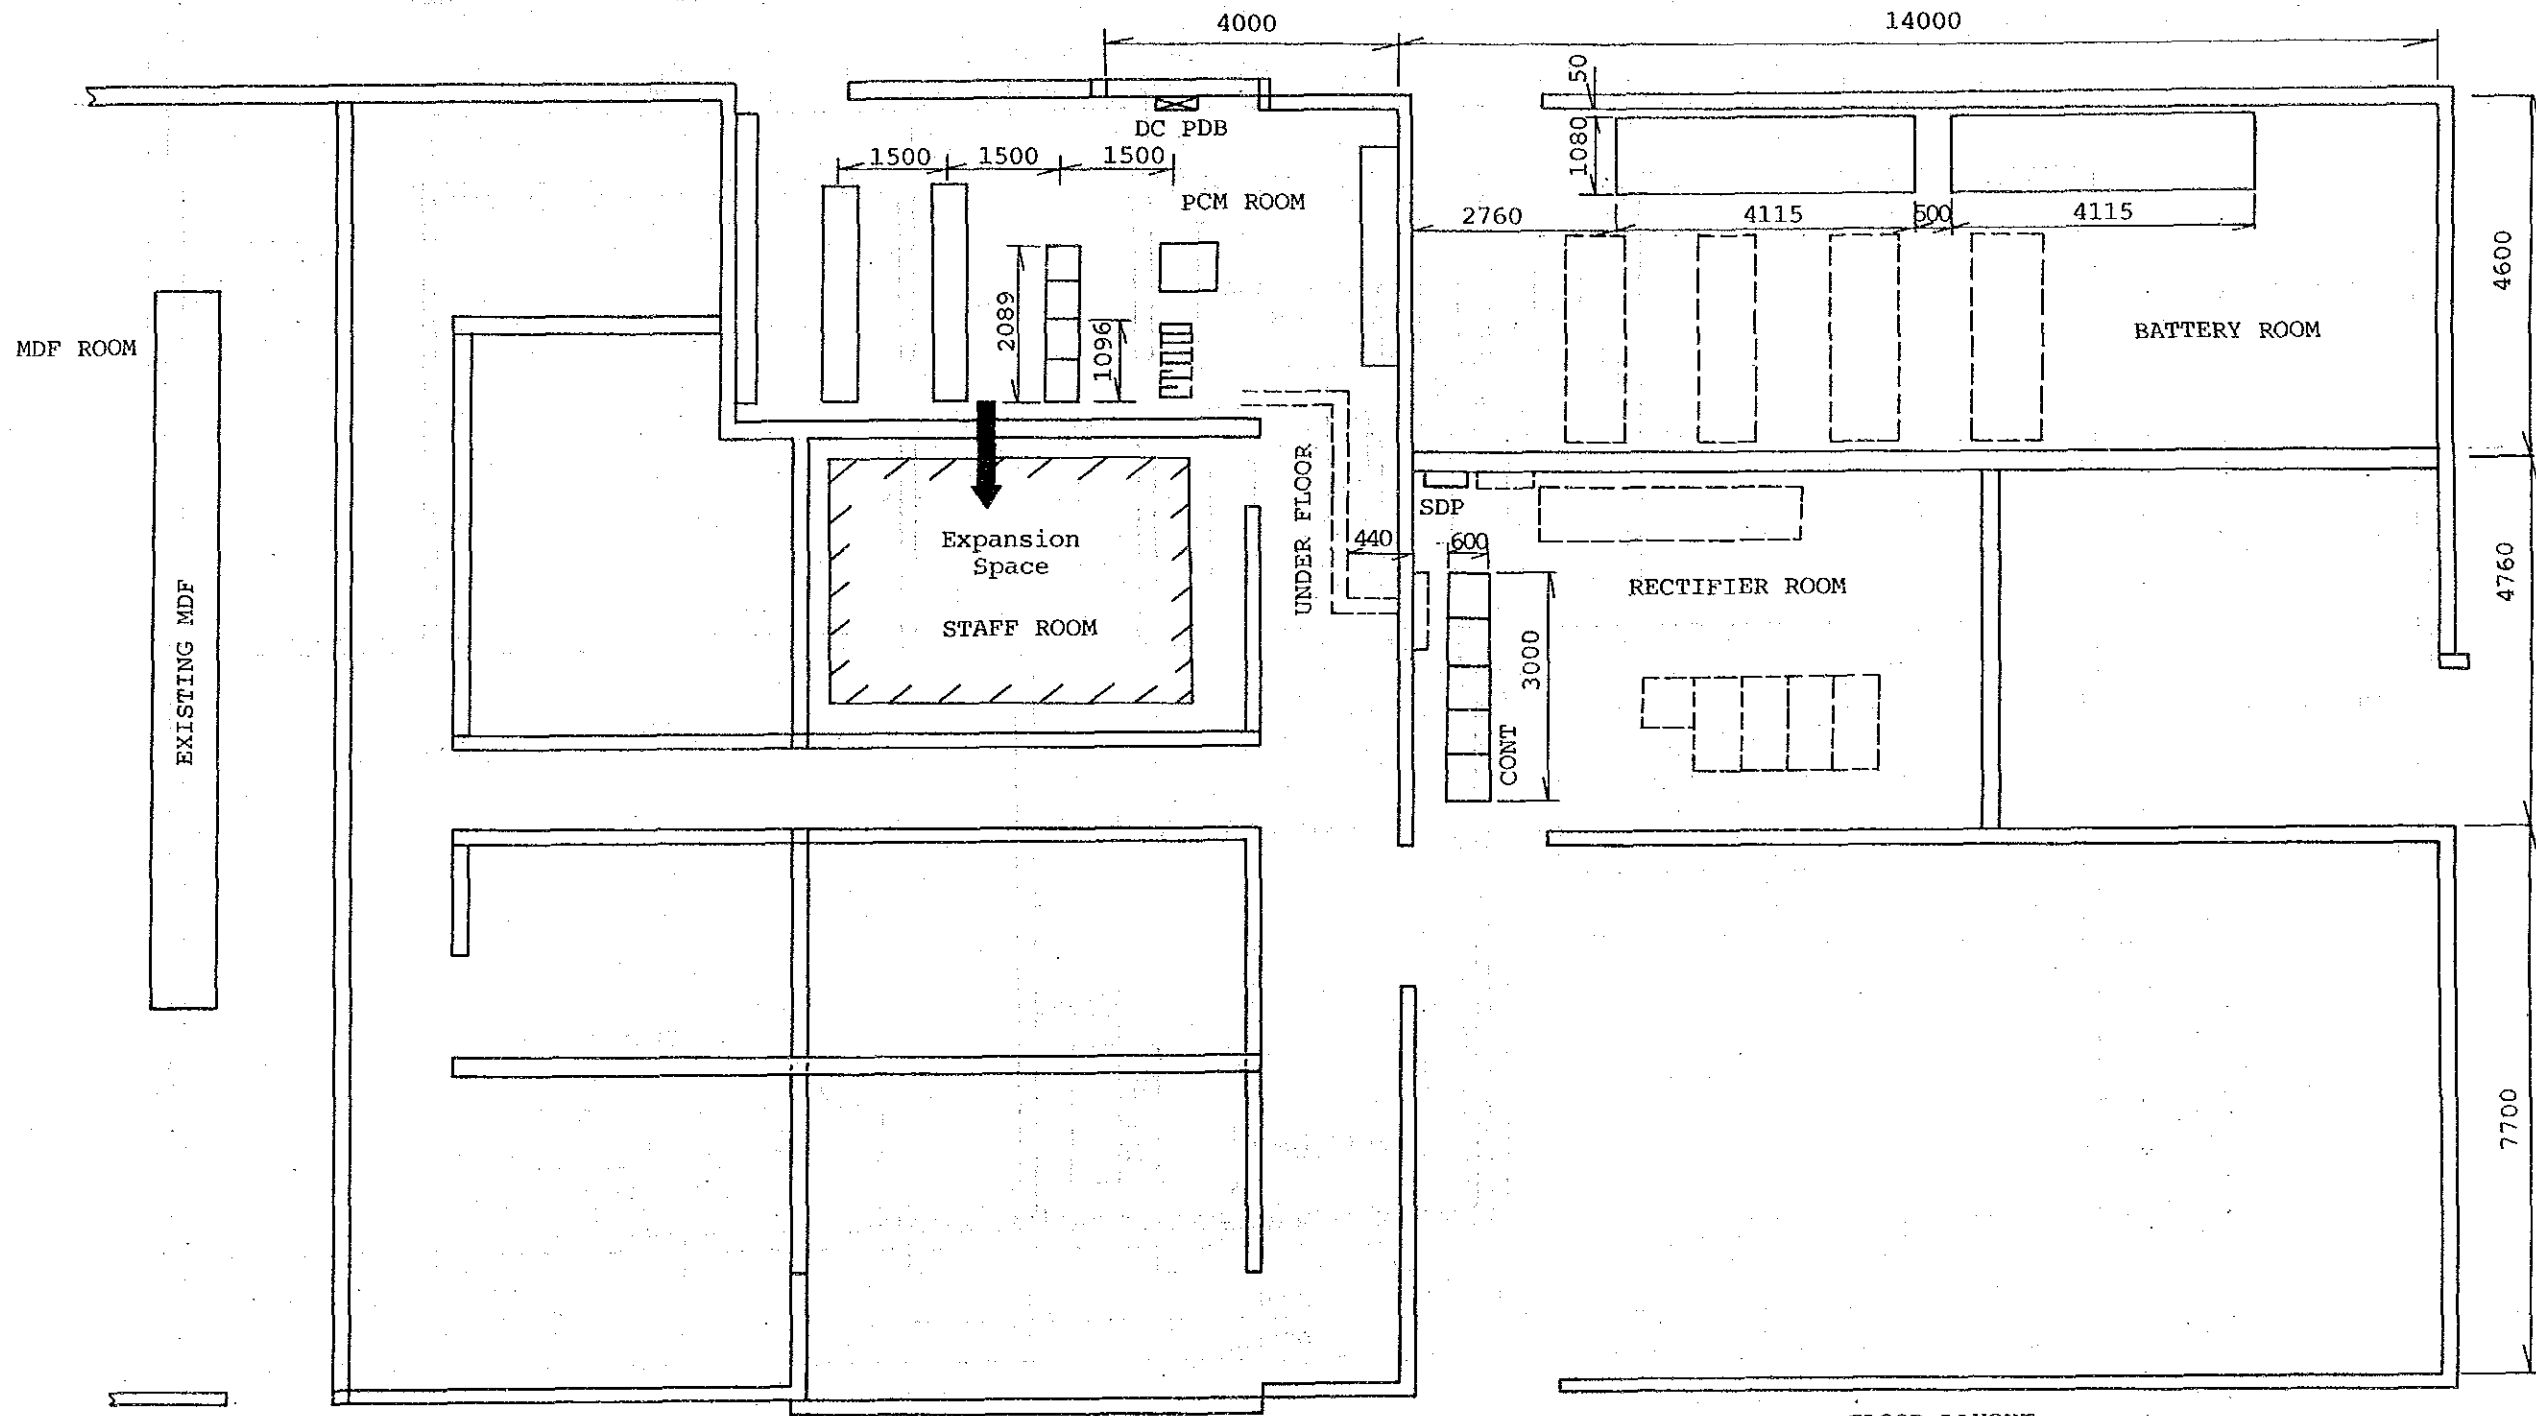 4000
14000
50
DC PDB
1080
1500
1500
1500
PCM ROOM
2760
4115
500
4115
4600
2089
1096
BATTERY ROOM
MDF ROOM
UNDER FLOOR
SDP
Expansion
Space
440
600
4760
RECTIFIER ROOM
STAFF ROOM
3000
EXISTING MDF
CONT
7700